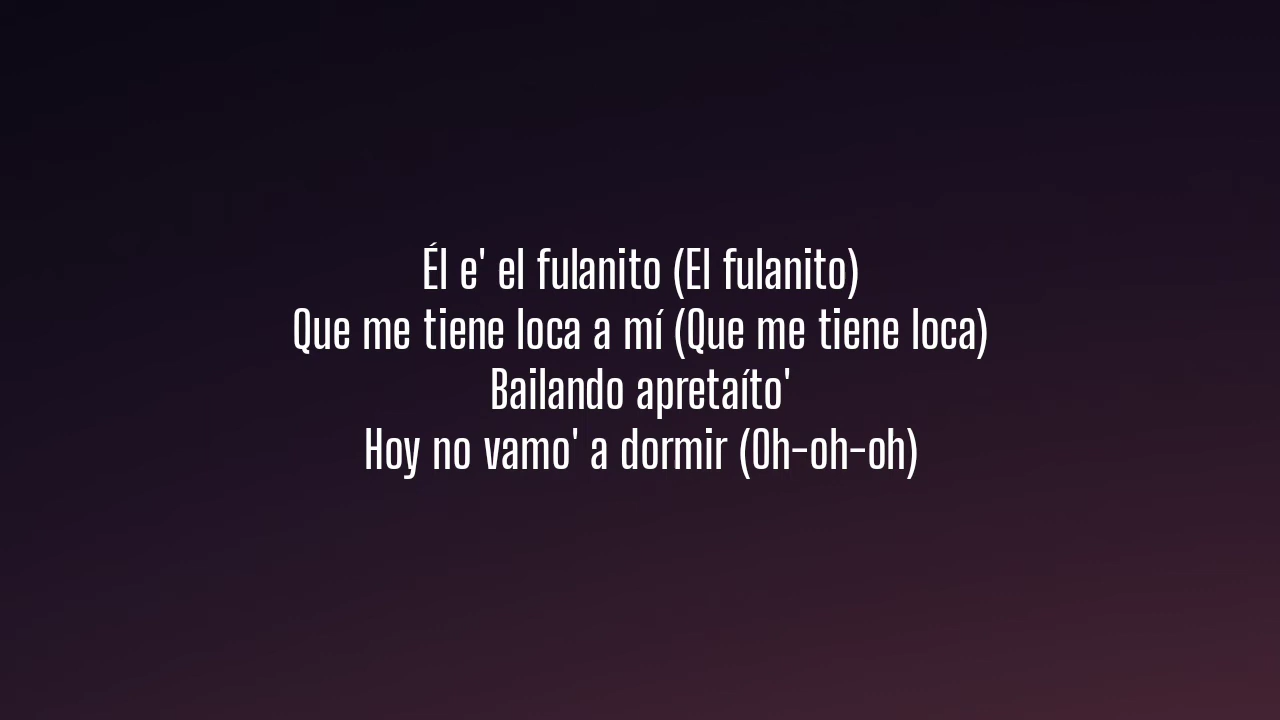 Él e' el fulanito (El fulanito)
Que me tiene loca a mí (Que me tiene loca)
Bailando apretaíto'
Hoy no vamo' a dormir (Oh-oh-oh)